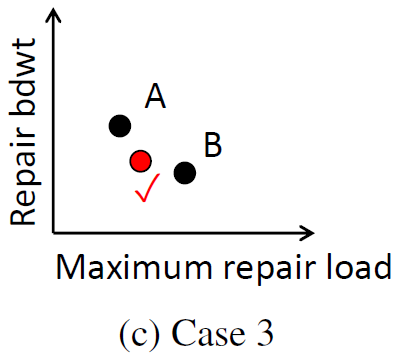 Repair bdwt
A
B
✓
Maximum repair load
(c) Case 3